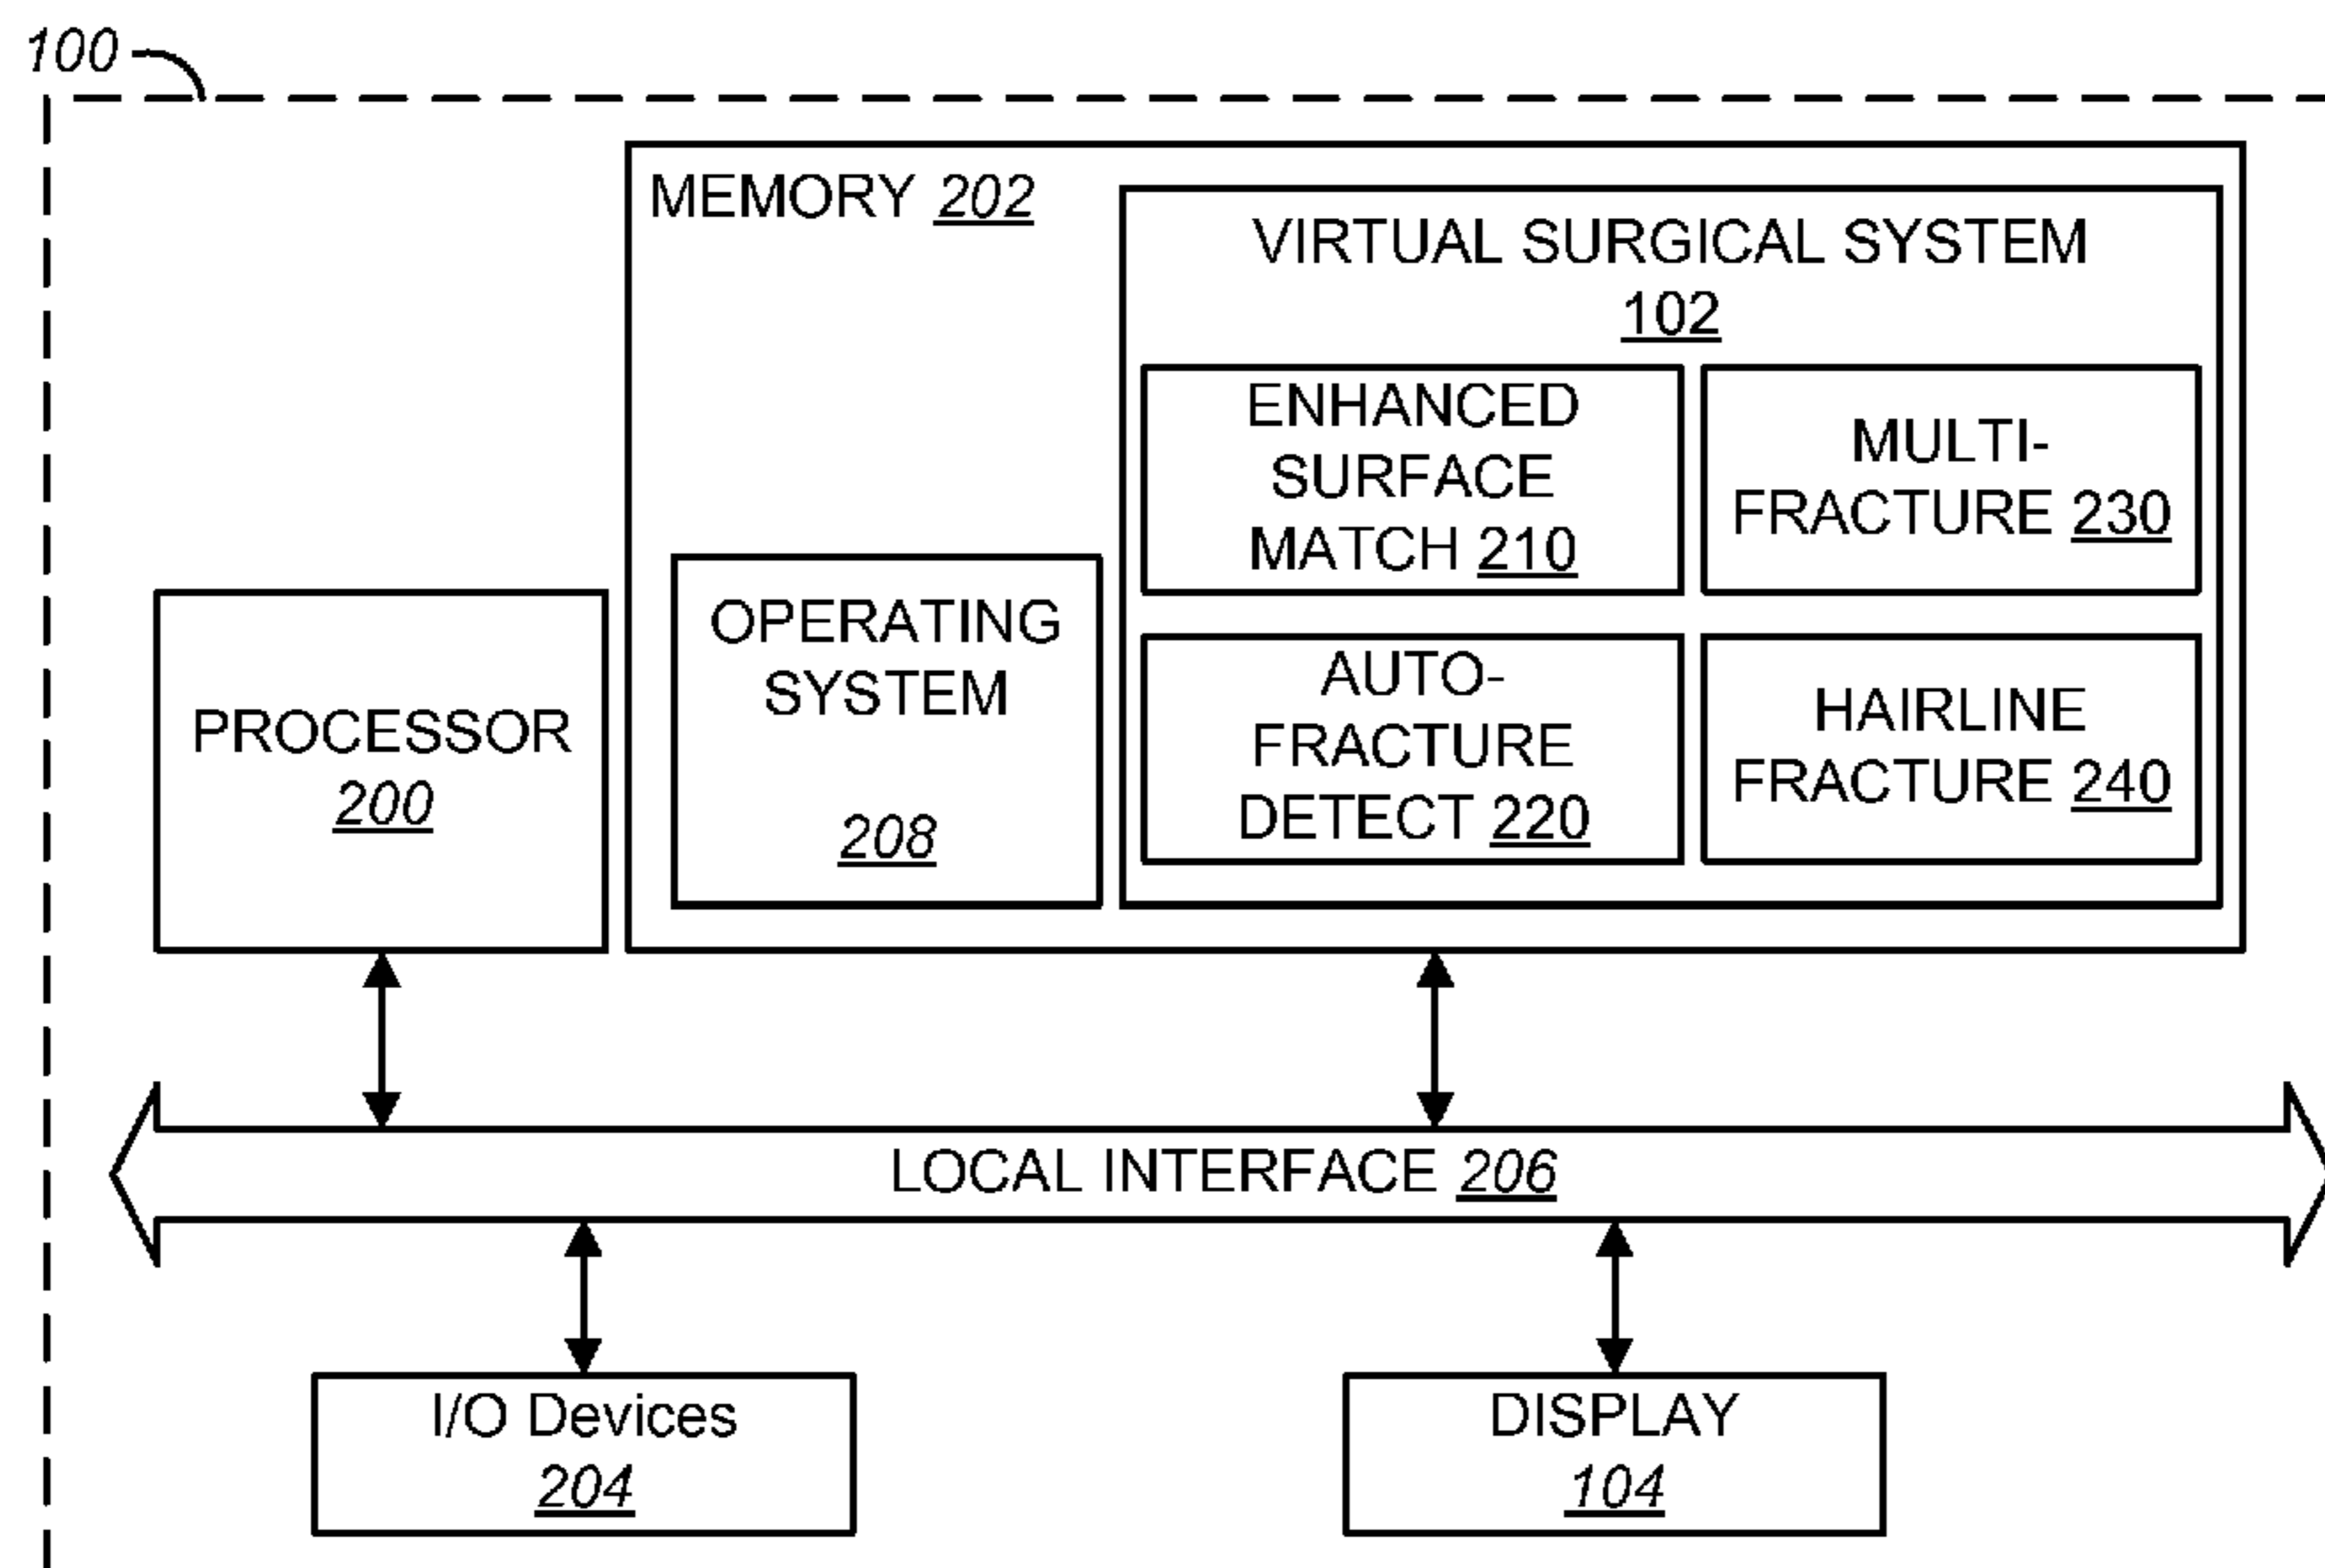 100
MEMORY 202
VIRTUAL SURGICAL SYSTEM
102
ENHANCED
SURFACE
MATCH 210
MULTI-
FRACTURE 230
OPERATING
SYSTEM
208
AUTO-
FRACTURE
DETECT 220
HAIRLINE
FRACTURE 240
PROCESSOR
200
LOCAL INTERFACE 206
I/O Devices
204
DISPLAY
104